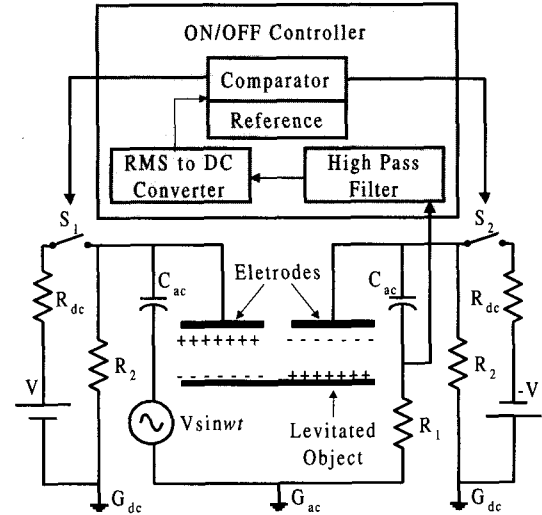 ON/OFF Controller
Comparator
Reference
RMS to DC
Converter
High Pass
Filter
S1
S2
Cac
Eletrodes
Cac
Rdc
Rdc
+++++++
- - - - - - -
R2
R2
V
-V
- - - - - -
+++++++
Vsinwt
Levitated
Object
R1
Gdc
Gac
Gdc